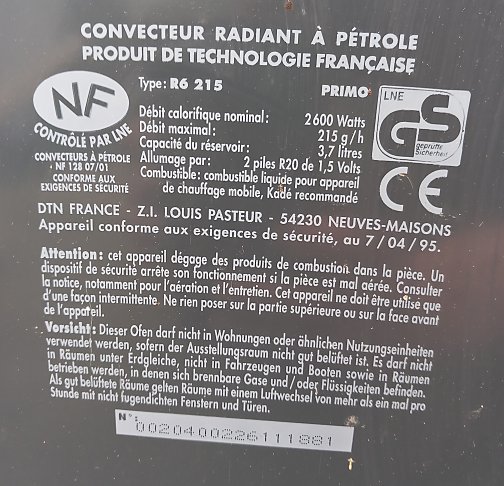 CONVECTEUR RADIANT À PÉTROLE
PRODUIT DE TECHNOLOGIE FRANÇAISE
NF
CONTRÔLÉ PAR LNE
CONVECTEURS À PÉTROLE
NF 128 07/01
CONFORME AUX
EXIGENCES DE SÉCURITÉ
Type: R6 215 PRIMO
Débit calorifique nominal: 2600 Watts
Débit maximal: 215 g/h
Capacité du réservoir: 3,7 litres
Allumage par: 2 piles R20 de 1,5 Volts
Combustible: combustible liquide pour appareil
de chauffage mobile, Kadé recommandé
LNE
GS
geprüfte
Sicherheit
CE
DTN FRANCE - Z.I. LOUIS PASTEUR - 54230 NEUVES-MAISONS
Appareil conforme aux exigences de sécurité, au 7/04/95.
Attention: cet appareil dégage des produits de combustion dans la pièce. Un
dispositif de sécurité arrête son fonctionnement si la pièce est mal aérée. Consulter
la notice, notamment pour l'aération et l'entretien. Cet appareil ne doit être utilisé que
d'une façon intermittente. Ne rien poser sur la partie supérieure ou sur la face avant
de l'appareil.
Vorsicht: Dieser Ofen darf nicht in Wohnungen oder ähnlichen Nutzungseinheiten
verwendet werden, sofern der Ausstellungsraum nicht gut belüftet ist. Es darf nicht
in Räumen unter Erdgleiche, nicht in Fahrzeugen und Booten sowie in Räumen
betrieben werden, in denen sich brennbare Gase und/oder Flüssigkeiten befinden.
Als gut belüftete Räume gelten Räume mit einem Luftwechsel von mehr als ein mal pro
Stunde mit nicht fugendichten Fenstern und Türen.
N°: 0020400226111881